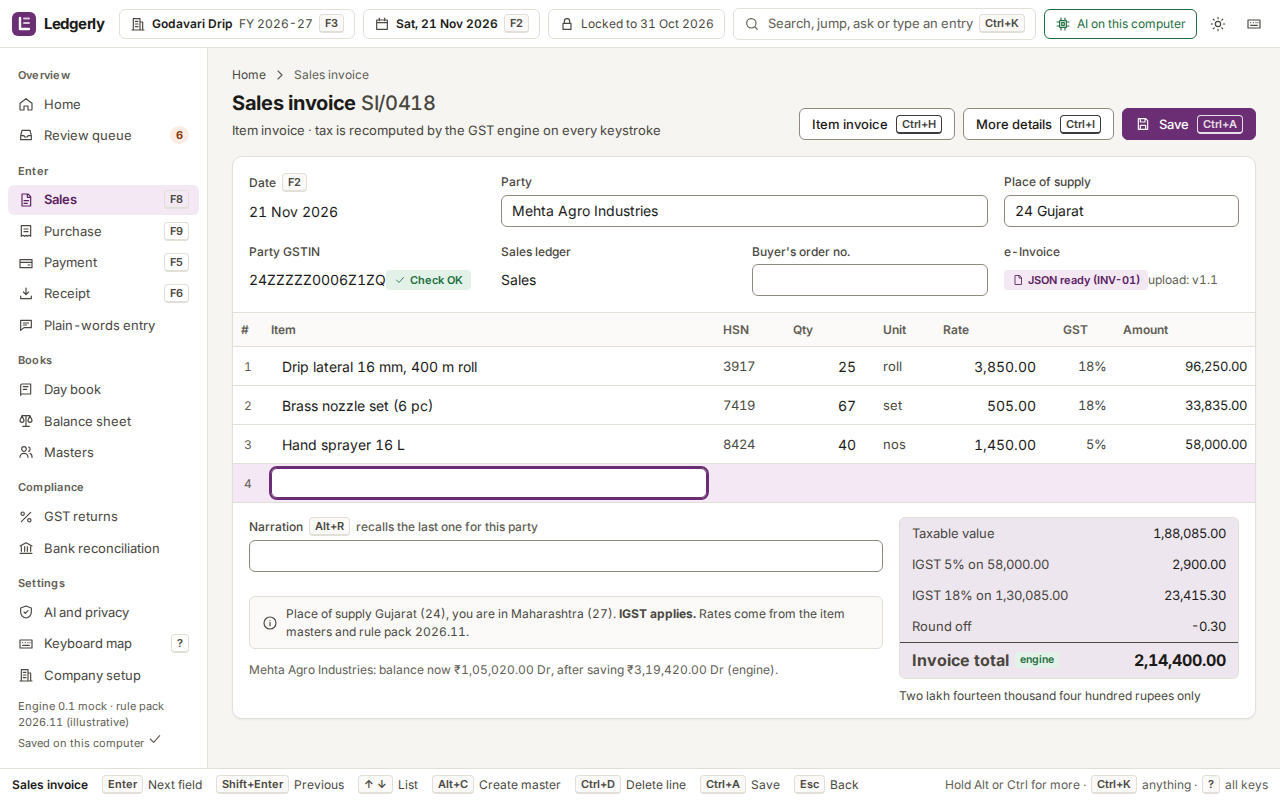 Ledgerly
Godavari Drip FY 2026-27 F3
Sat, 21 Nov 2026 F2
Locked to 31 Oct 2026
Search, jump, ask or type an entry Ctrl+K
AI on this computer
Overview
Home
Review queue 6
Enter
Sales F8
Purchase F9
Payment F5
Receipt F6
Plain-words entry
Books
Day book
Balance sheet
Masters
Compliance
GST returns
Bank reconciliation
Settings
AI and privacy
Keyboard map ?
Company setup
Engine 0.1 mock · rule pack
2026.11 (illustrative)
Saved on this computer
Home > Sales invoice
Sales invoice SI/0418
Item invoice · tax is recomputed by the GST engine on every keystroke
Item invoice Ctrl+H
More details Ctrl+I
Save Ctrl+A
Date F2 Party Place of supply
21 Nov 2026 Mehta Agro Industries 24 Gujarat
Party GSTIN Sales ledger Buyer's order no. e-Invoice
24ZZZZZ0006Z1ZQ Check OK Sales JSON ready (INV-01) upload: v1.1
# Item HSN Qty Unit Rate GST Amount
1 Drip lateral 16 mm, 400 m roll 3917 25 roll 3,850.00 18% 96,250.00
2 Brass nozzle set (6 pc) 7419 67 set 505.00 18% 33,835.00
3 Hand sprayer 16 L 8424 40 nos 1,450.00 5% 58,000.00
4
Narration Alt+R recalls the last one for this party
Place of supply Gujarat (24), you are in Maharashtra (27). IGST applies. Rates come from the item
masters and rule pack 2026.11.
Mehta Agro Industries: balance now ₹1,05,020.00 Dr, after saving ₹3,19,420.00 Dr (engine).
Taxable value 1,88,085.00
IGST 5% on 58,000.00 2,900.00
IGST 18% on 1,30,085.00 23,415.30
Round off -0.30
Invoice total engine 2,14,400.00
Two lakh fourteen thousand four hundred rupees only
Sales invoice Enter Next field Shift+Enter Previous ↑ ↓ List Alt+C Create master Ctrl+D Delete line Ctrl+A Save Esc Back Hold Alt or Ctrl for more · Ctrl+K anything · ? all keys